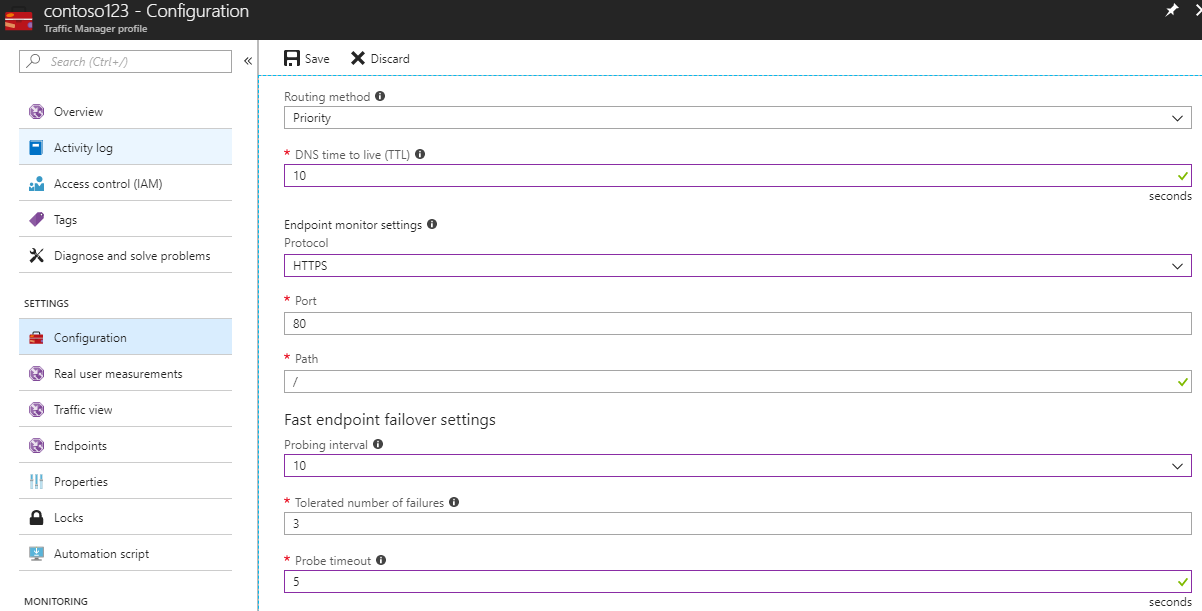 contoso123 - Configuration
Traffic Manager profile
Search (Ctrl+/)
«
Overview
Activity log
Access control (IAM)
Tags
Diagnose and solve problems
SETTINGS
Configuration
Real user measurements
Traffic view
Endpoints
Properties
Locks
Automation script
MONITORING
Save Discard
Routing method
Priority
* DNS time to live (TTL)
10
seconds
Endpoint monitor settings
Protocol
HTTPS
* Port
80
* Path
/
Fast endpoint failover settings
Probing interval
10
* Tolerated number of failures
3
* Probe timeout
5
seconds